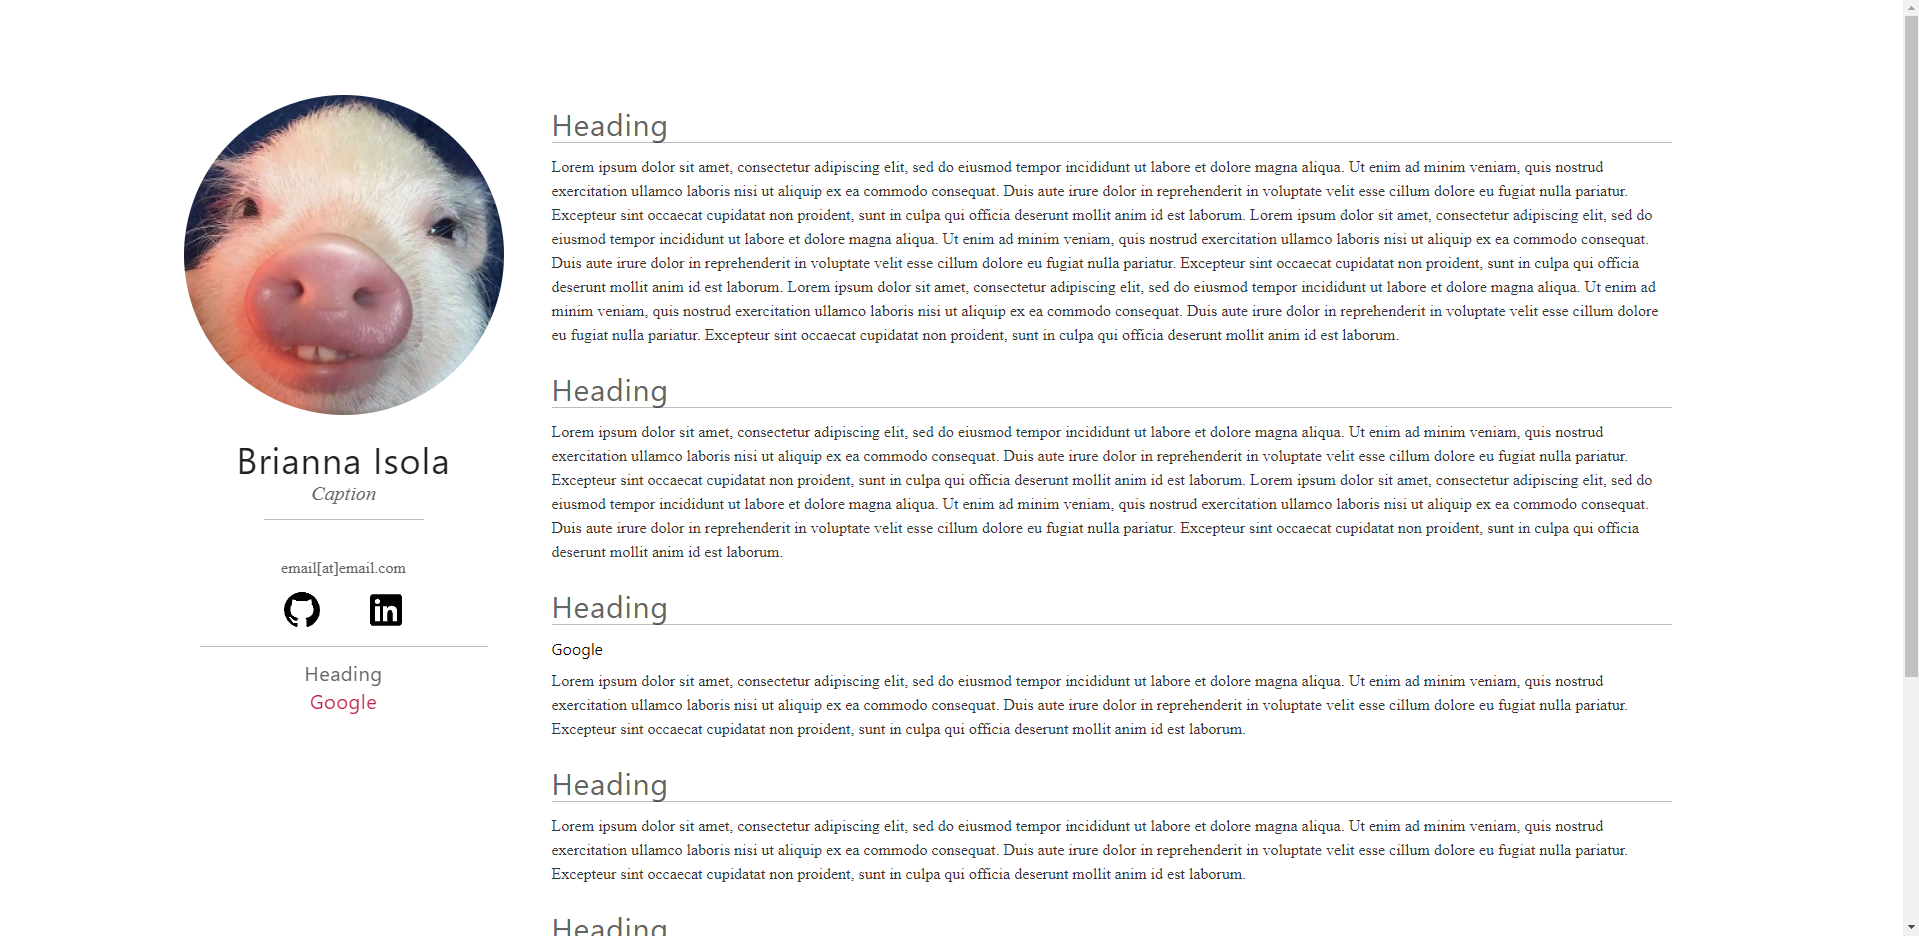 Brianna Isola
Caption
email[at]email.com
in
Heading
Google
Heading
Lorem ipsum dolor sit amet, consectetur adipiscing elit, sed do eiusmod tempor incididunt ut labore et dolore magna aliqua. Ut enim ad minim veniam, quis nostrud
exercitation ullamco laboris nisi ut aliquip ex ea commodo consequat. Duis aute irure dolor in reprehenderit in voluptate velit esse cillum dolore eu fugiat nulla pariatur.
Excepteur sint occaecat cupidatat non proident, sunt in culpa qui officia deserunt mollit anim id est laborum. Lorem ipsum dolor sit amet, consectetur adipiscing elit, sed do
eiusmod tempor incididunt ut labore et dolore magna aliqua. Ut enim ad minim veniam, quis nostrud exercitation ullamco laboris nisi ut aliquip ex ea commodo consequat.
Duis aute irure dolor in reprehenderit in voluptate velit esse cillum dolore eu fugiat nulla pariatur. Excepteur sint occaecat cupidatat non proident, sunt in culpa qui officia
deserunt mollit anim id est laborum. Lorem ipsum dolor sit amet, consectetur adipiscing elit, sed do eiusmod tempor incididunt ut labore et dolore magna aliqua. Ut enim ad
minim veniam, quis nostrud exercitation ullamco laboris nisi ut aliquip ex ea commodo consequat. Duis aute irure dolor in reprehenderit in voluptate velit esse cillum dolore
eu fugiat nulla pariatur. Excepteur sint occaecat cupidatat non proident, sunt in culpa qui officia deserunt mollit anim id est laborum.
Heading
Lorem ipsum dolor sit amet, consectetur adipiscing elit, sed do eiusmod tempor incididunt ut labore et dolore magna aliqua. Ut enim ad minim veniam, quis nostrud
exercitation ullamco laboris nisi ut aliquip ex ea commodo consequat. Duis aute irure dolor in reprehenderit in voluptate velit esse cillum dolore eu fugiat nulla pariatur.
Excepteur sint occaecat cupidatat non proident, sunt in culpa qui officia deserunt mollit anim id est laborum. Lorem ipsum dolor sit amet, consectetur adipiscing elit, sed do
eiusmod tempor incididunt ut labore et dolore magna aliqua. Ut enim ad minim veniam, quis nostrud exercitation ullamco laboris nisi ut aliquip ex ea commodo consequat.
Duis aute irure dolor in reprehenderit in voluptate velit esse cillum dolore eu fugiat nulla pariatur. Excepteur sint occaecat cupidatat non proident, sunt in culpa qui officia
deserunt mollit anim id est laborum.
Heading
Google
Lorem ipsum dolor sit amet, consectetur adipiscing elit, sed do eiusmod tempor incididunt ut labore et dolore magna aliqua. Ut enim ad minim veniam, quis nostrud
exercitation ullamco laboris nisi ut aliquip ex ea commodo consequat. Duis aute irure dolor in reprehenderit in voluptate velit esse cillum dolore eu fugiat nulla pariatur.
Excepteur sint occaecat cupidatat non proident, sunt in culpa qui officia deserunt mollit anim id est laborum.
Heading
Lorem ipsum dolor sit amet, consectetur adipiscing elit, sed do eiusmod tempor incididunt ut labore et dolore magna aliqua. Ut enim ad minim veniam, quis nostrud
exercitation ullamco laboris nisi ut aliquip ex ea commodo consequat. Duis aute irure dolor in reprehenderit in voluptate velit esse cillum dolore eu fugiat nulla pariatur.
Excepteur sint occaecat cupidatat non proident, sunt in culpa qui officia deserunt mollit anim id est laborum.
Heading